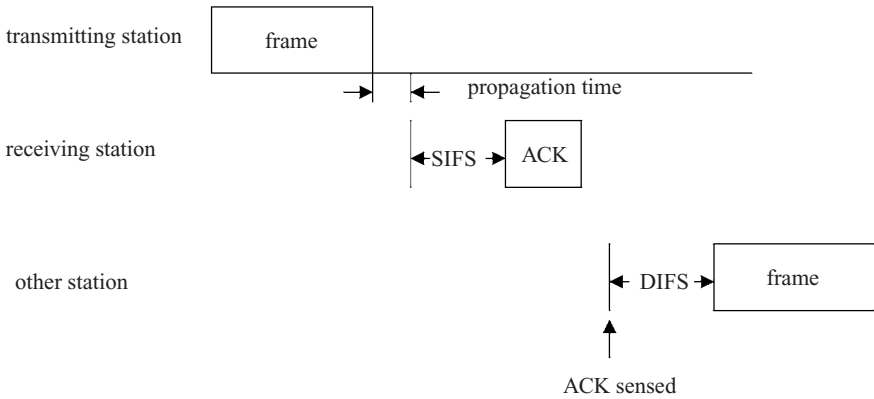 transmitting station
frame
propagation time
receiving station
SIFS
ACK
other station
DIFS
frame
ACK sensed